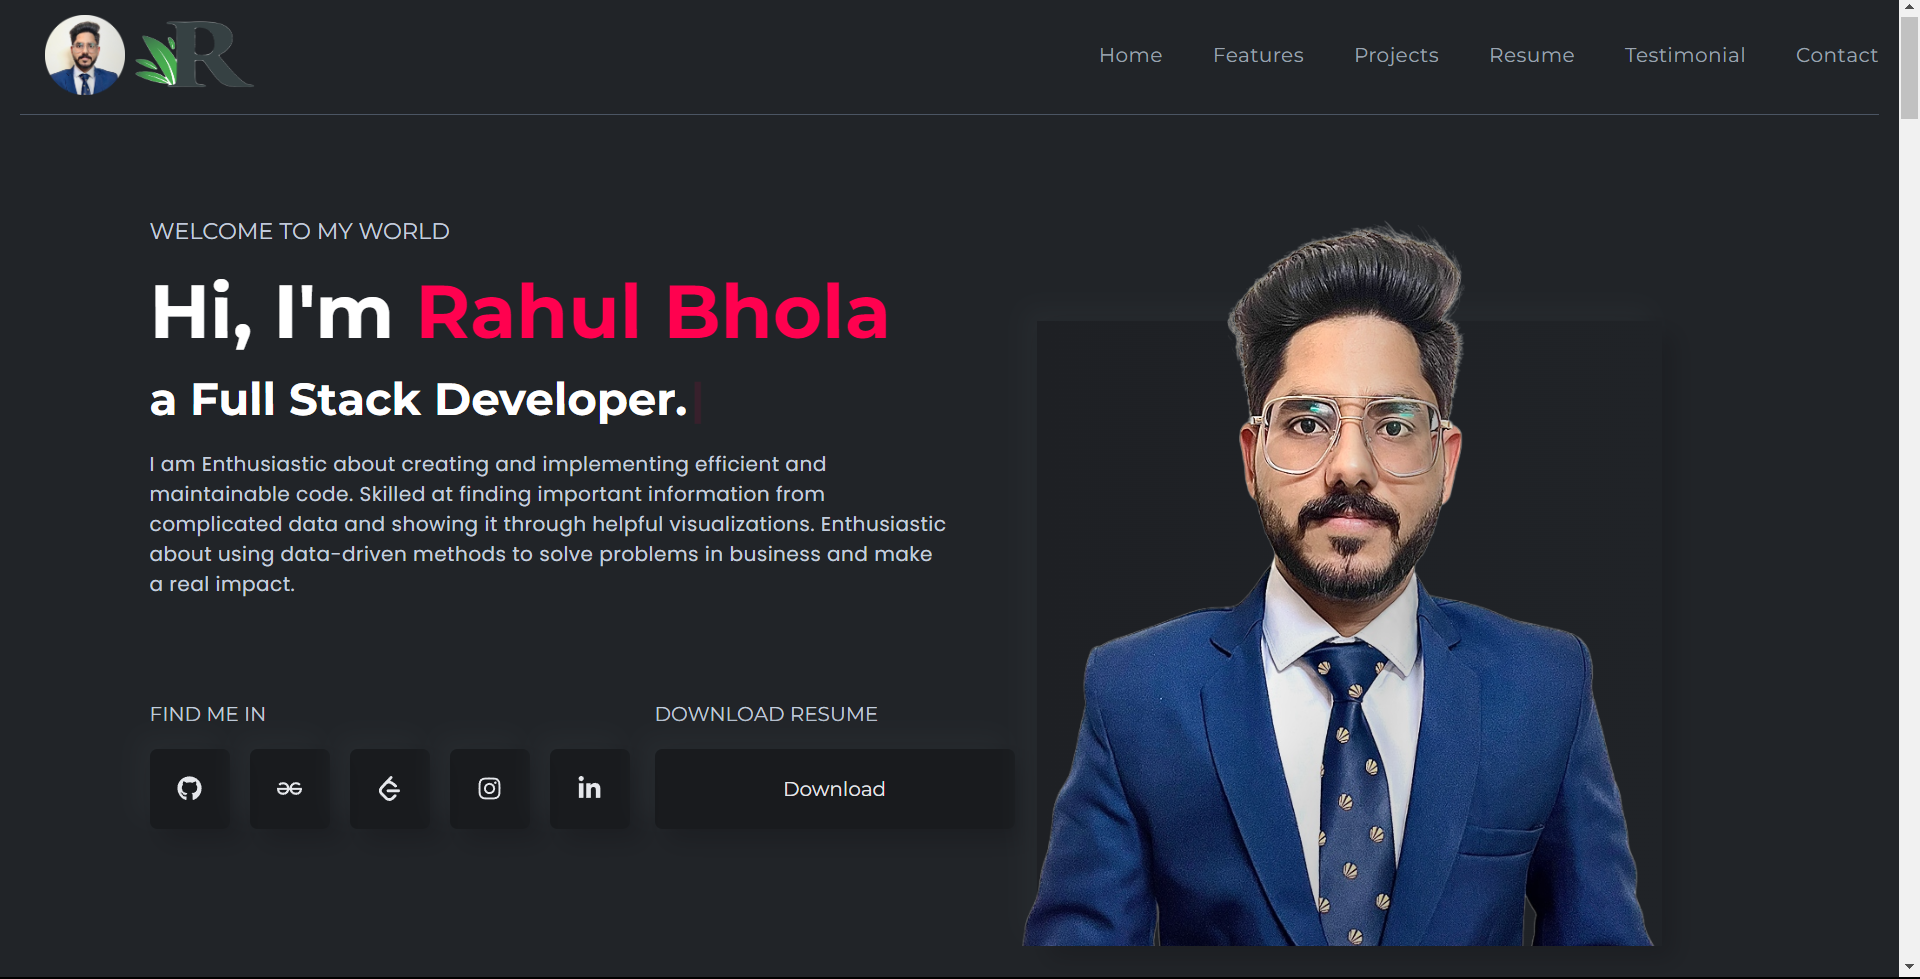 R
Home Features Projects Resume Testimonial Contact
WELCOME TO MY WORLD
Hi, I'm Rahul Bhola
a Full Stack Developer.
I am Enthusiastic about creating and implementing efficient and
maintainable code. Skilled at finding important information from
complicated data and showing it through helpful visualizations. Enthusiastic
about using data-driven methods to solve problems in business and make
a real impact.
FIND ME IN
DOWNLOAD RESUME
in
Download